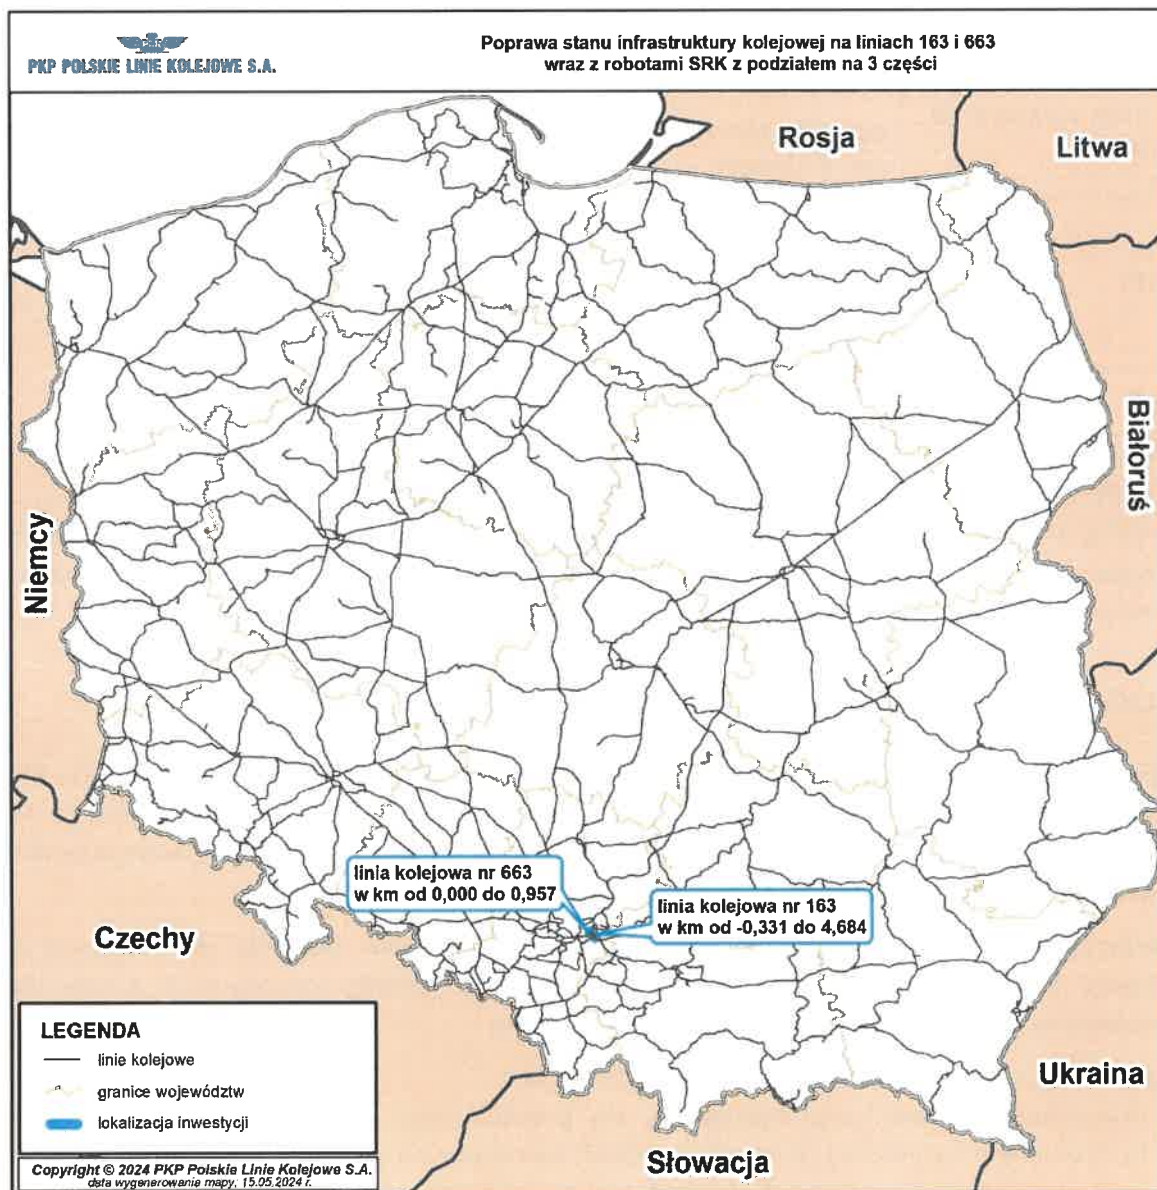 PKP POLSKIE LINIE KOLEJOWE S.A.
Poprawa stanu infrastruktury kolejowej na liniach 163 i 663
wraz z robotami SRK z podziałem na 3 części
Rosja
Litwa
Białoruś
Niemcy
linia kolejowa nr 663
w km od 0,000 do 0,957
linia kolejowa nr 163
w km od -0,331 do 4,684
Czechy
LEGENDA
linie kolejowe
granice województw
lokalizacja inwestycji
Ukraina
Słowacja
Copyright © 2024 PKP Polskie Linie Kolejowe S.A.
data wygenerowanie mapy, 15.05.2024 r.